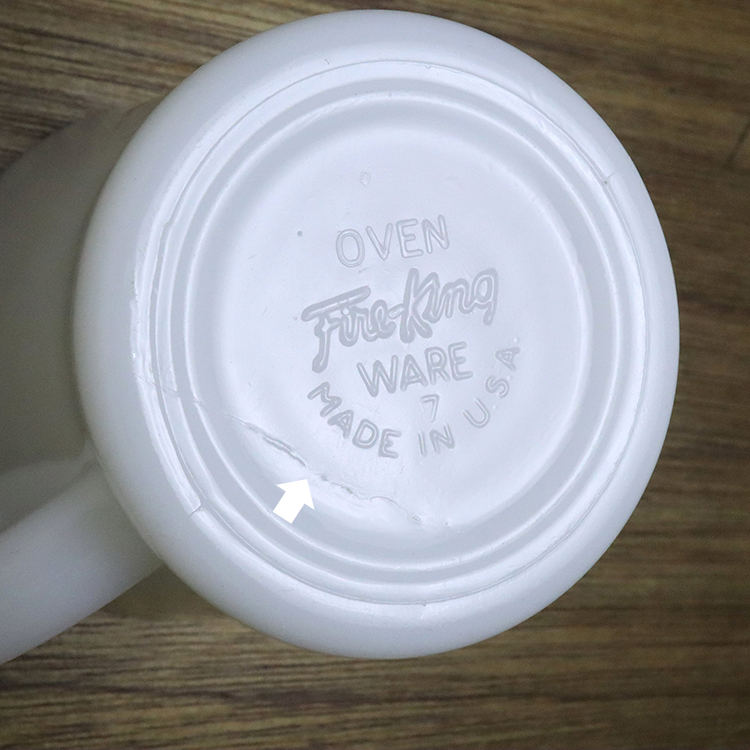 OVEN
Fire-King
WARE
7
MADE IN U.S.A.